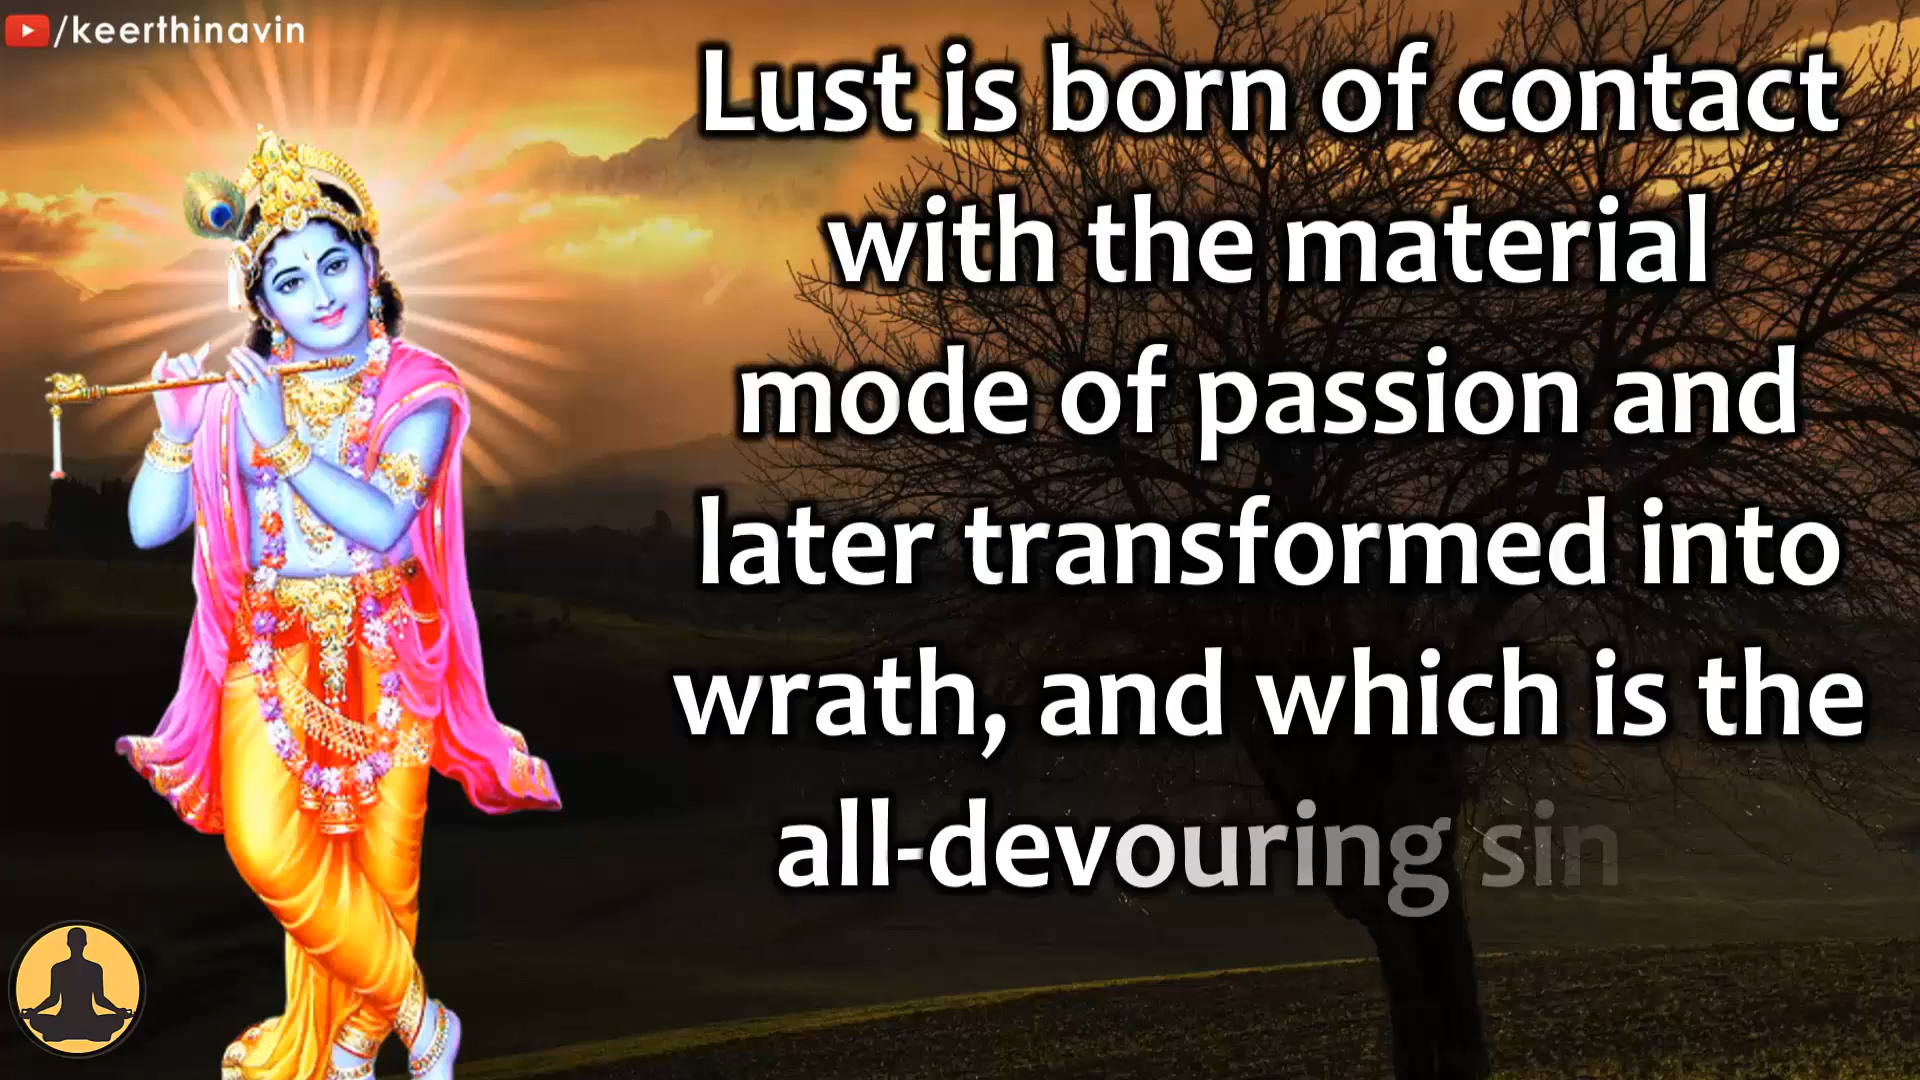 /keerthinavin
Lust is born of contact
with the material
mode of passion and
later transformed into
wrath, and which is the
all-devouring sin